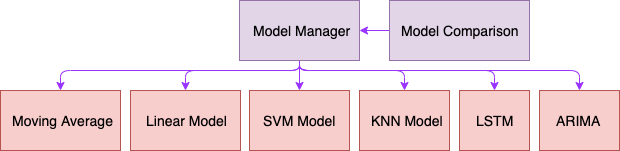 Model Manager
Model Comparison
Moving Average
Linear Model
SVM Model
KNN Model
LSTM
ARIMA